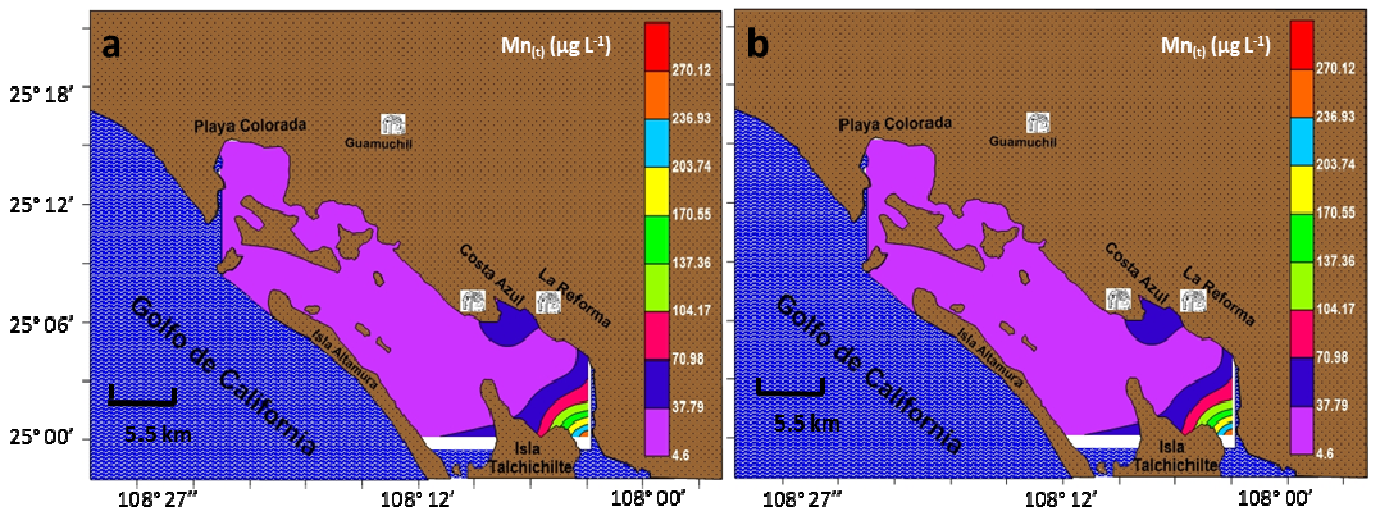 a
Mn(t) (µg L-1)
270.12
236.93
203.74
170.55
137.36
104.17
70.98
37.79
4.6
25° 18′
25° 12′
25° 06′
25° 00′
Playa Colorada
Guamuchil
Costa Azul
La Reforma
Golfo de California
Isla Altamura
5.5 km
Isla
Talchichilte
108° 27′′
108° 12′
108° 00′
b
Mn(t) (µg L-1)
270.12
236.93
203.74
170.55
137.36
104.17
70.98
37.79
4.6
Playa Colorada
Guamuchil
Costa Azul
La Reforma
Golfo de California
Isla Altamura
5.5 km
Isla
Talchichilte
108° 27′′
108° 12′
108° 00′